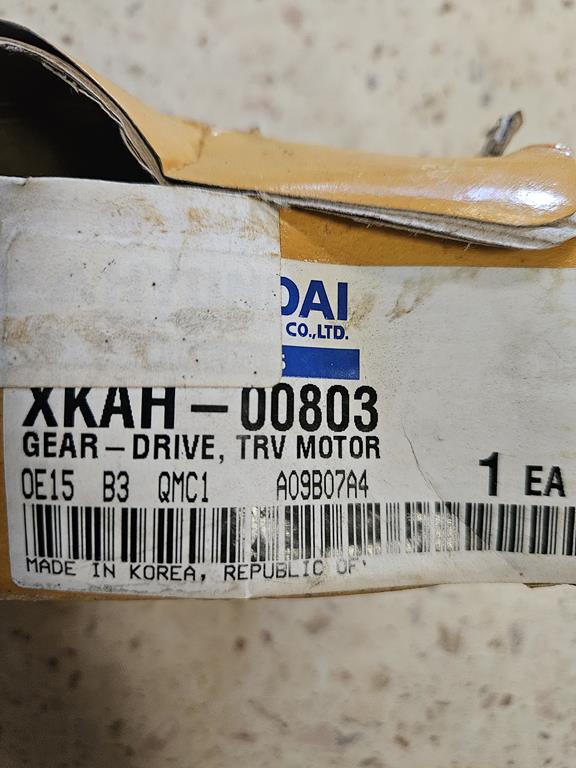 DAI
CO.,LTD.
XKAH-00803
GEAR-DRIVE, TRV MOTOR
0E15 B3 QMC1 A09B07A4 1 EA
MADE IN KOREA, REPUBLIC OF